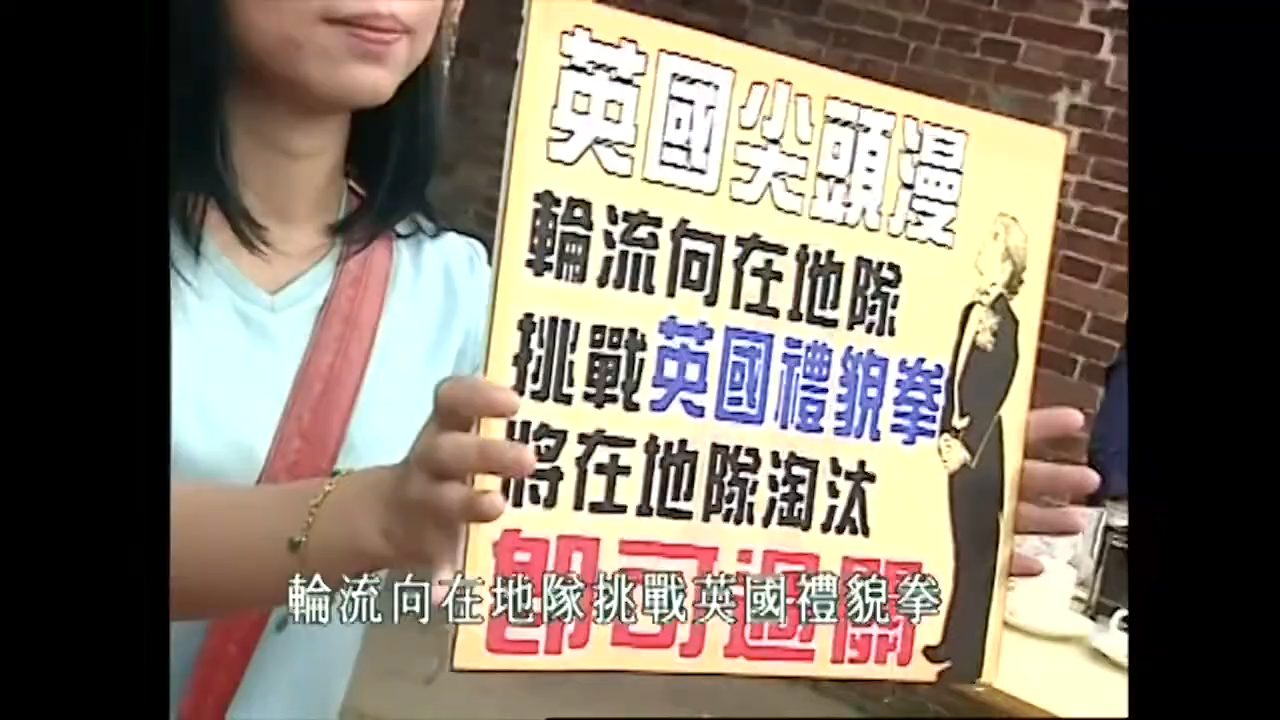 英國尖頭漫
輪流向在地隊
挑戰英國禮貌拳
將在地隊淘汰
即可過關
輪流向在地隊挑戰英國禮貌拳